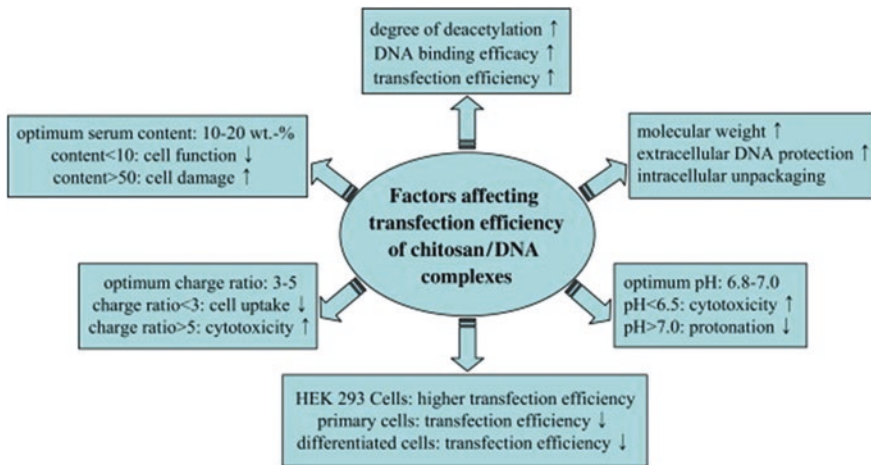 degree of deacetylation ↑
DNA binding efficacy ↑
transfection efficiency ↑
optimum serum content: 10-20 wt.-%
content<10: cell function ↓
content>50: cell damage ↑
molecular weight ↑
extracellular DNA protection ↑
intracellular unpackaging
Factors affecting
transfection efficiency
of chitosan/DNA
complexes
optimum charge ratio: 3-5
charge ratio<3: cell uptake ↓
charge ratio>5: cytotoxicity ↑
optimum pH: 6.8-7.0
pH<6.5: cytotoxicity ↑
pH>7.0: protonation ↓
HEK 293 Cells: higher transfection efficiency
primary cells: transfection efficiency ↓
differentiated cells: transfection efficiency ↓